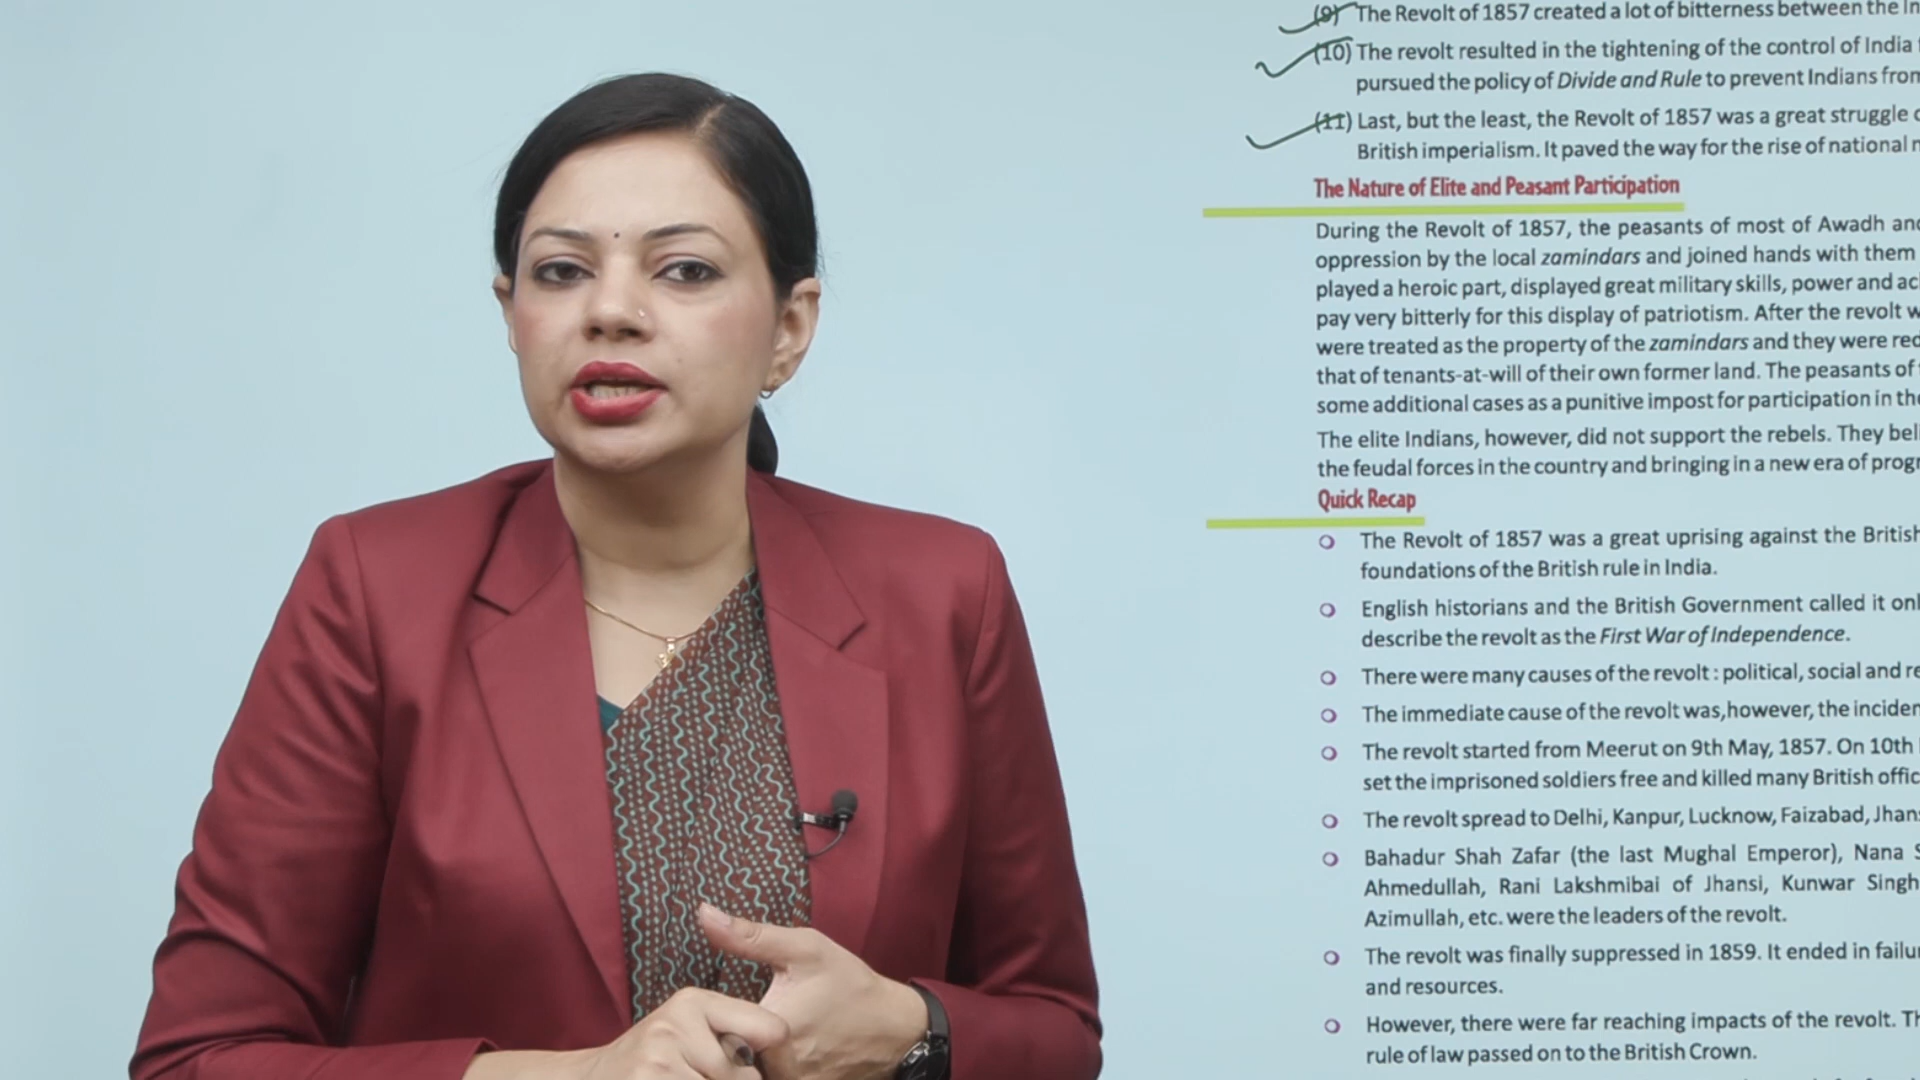 (9) The Revolt of 1857 created a lot of bitterness between the In
(10) The revolt resulted in the tightening of the control of India
pursued the policy of Divide and Rule to prevent Indians from
(11) Last, but the least, the Revolt of 1857 was a great struggle
British imperialism. It paved the way for the rise of national
The Nature of Elite and Peasant Participation
During the Revolt of 1857, the peasants of most of Awadh and
oppression by the local zamindars and joined hands with them
played a heroic part, displayed great military skills, power and ac
pay very bitterly for this display of patriotism. After the revolt w
were treated as the property of the zamindars and they were red
that of tenants-at-will of their own former land. The peasants of
some additional cases as a punitive impost for participation in the
The elite Indians, however, did not support the rebels. They beli
the feudal forces in the country and bringing in a new era of progr
Quick Recap
The Revolt of 1857 was a great uprising against the British
foundations of the British rule in India.
English historians and the British Government called it onl
describe the revolt as the First War of Independence.
There were many causes of the revolt : political, social and re
The immediate cause of the revolt was,however, the inciden
The revolt started from Meerut on 9th May, 1857. On 10th
set the imprisoned soldiers free and killed many British offic
The revolt spread to Delhi, Kanpur, Lucknow, Faizabad, Jhans
Bahadur Shah Zafar (the last Mughal Emperor), Nana S
Ahmedullah, Rani Lakshmibai of Jhansi, Kunwar Singh
Azimullah, etc. were the leaders of the revolt.
The revolt was finally suppressed in 1859. It ended in failu
and resources.
However, there were far reaching impacts of the revolt. Th
rule of law passed on to the British Crown.